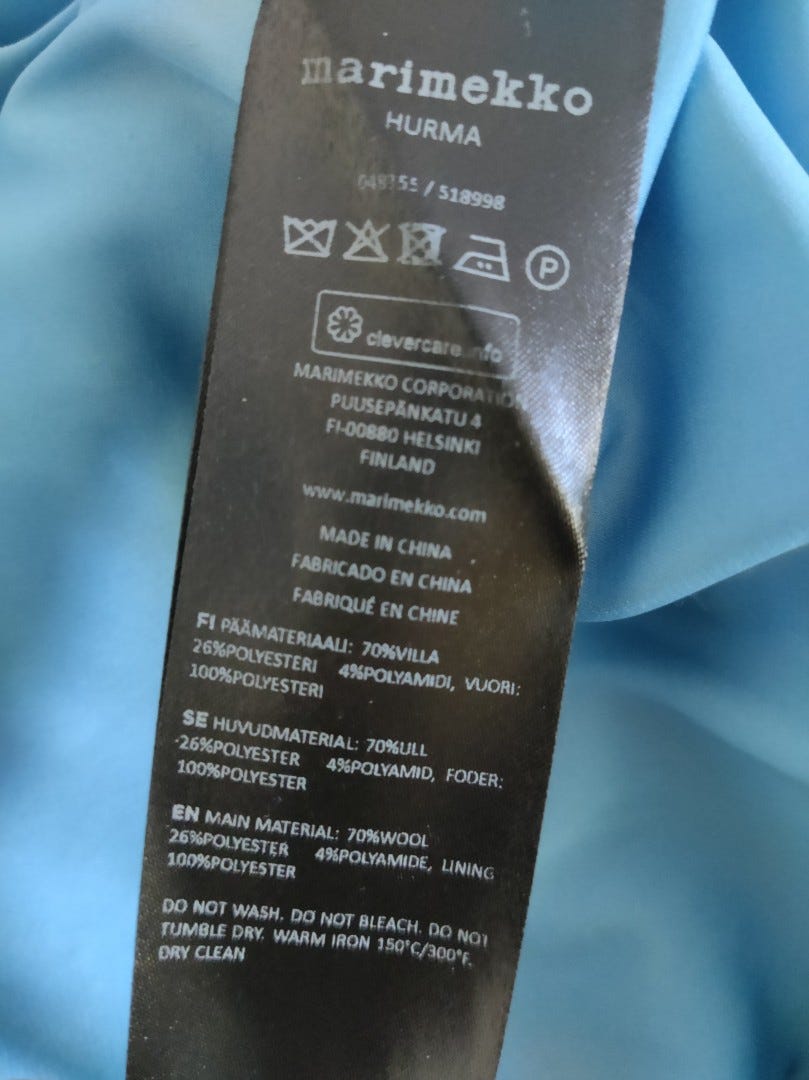 marimekko
HURMA
/ 518998
P
clevercare.info
MARIMEKKO CORPORATION
PUUSEPÄNKATU 4
FI-00880 HELSINKI
FINLAND
www.marimekko.com
MADE IN CHINA
FABRICADO EN CHINA
FABRIQUÉ EN CHINE
FI PÄÄMATERIAALI: 70%VILLA
26%POLYESTERI 4%POLYAMIDI, VUORI:
100%POLYESTERI
SE HUVUDMATERIAL: 70%ULL
26%POLYESTER 4%POLYAMID, FODER:
100%POLYESTER
EN MAIN MATERIAL: 70%WOOL
26%POLYESTER 4%POLYAMIDE, LINING
100%POLYESTER
DO NOT WASH. DO NOT BLEACH. DO NOT
TUMBLE DRY. WARM IRON 150°C/300°F.
DRY CLEAN